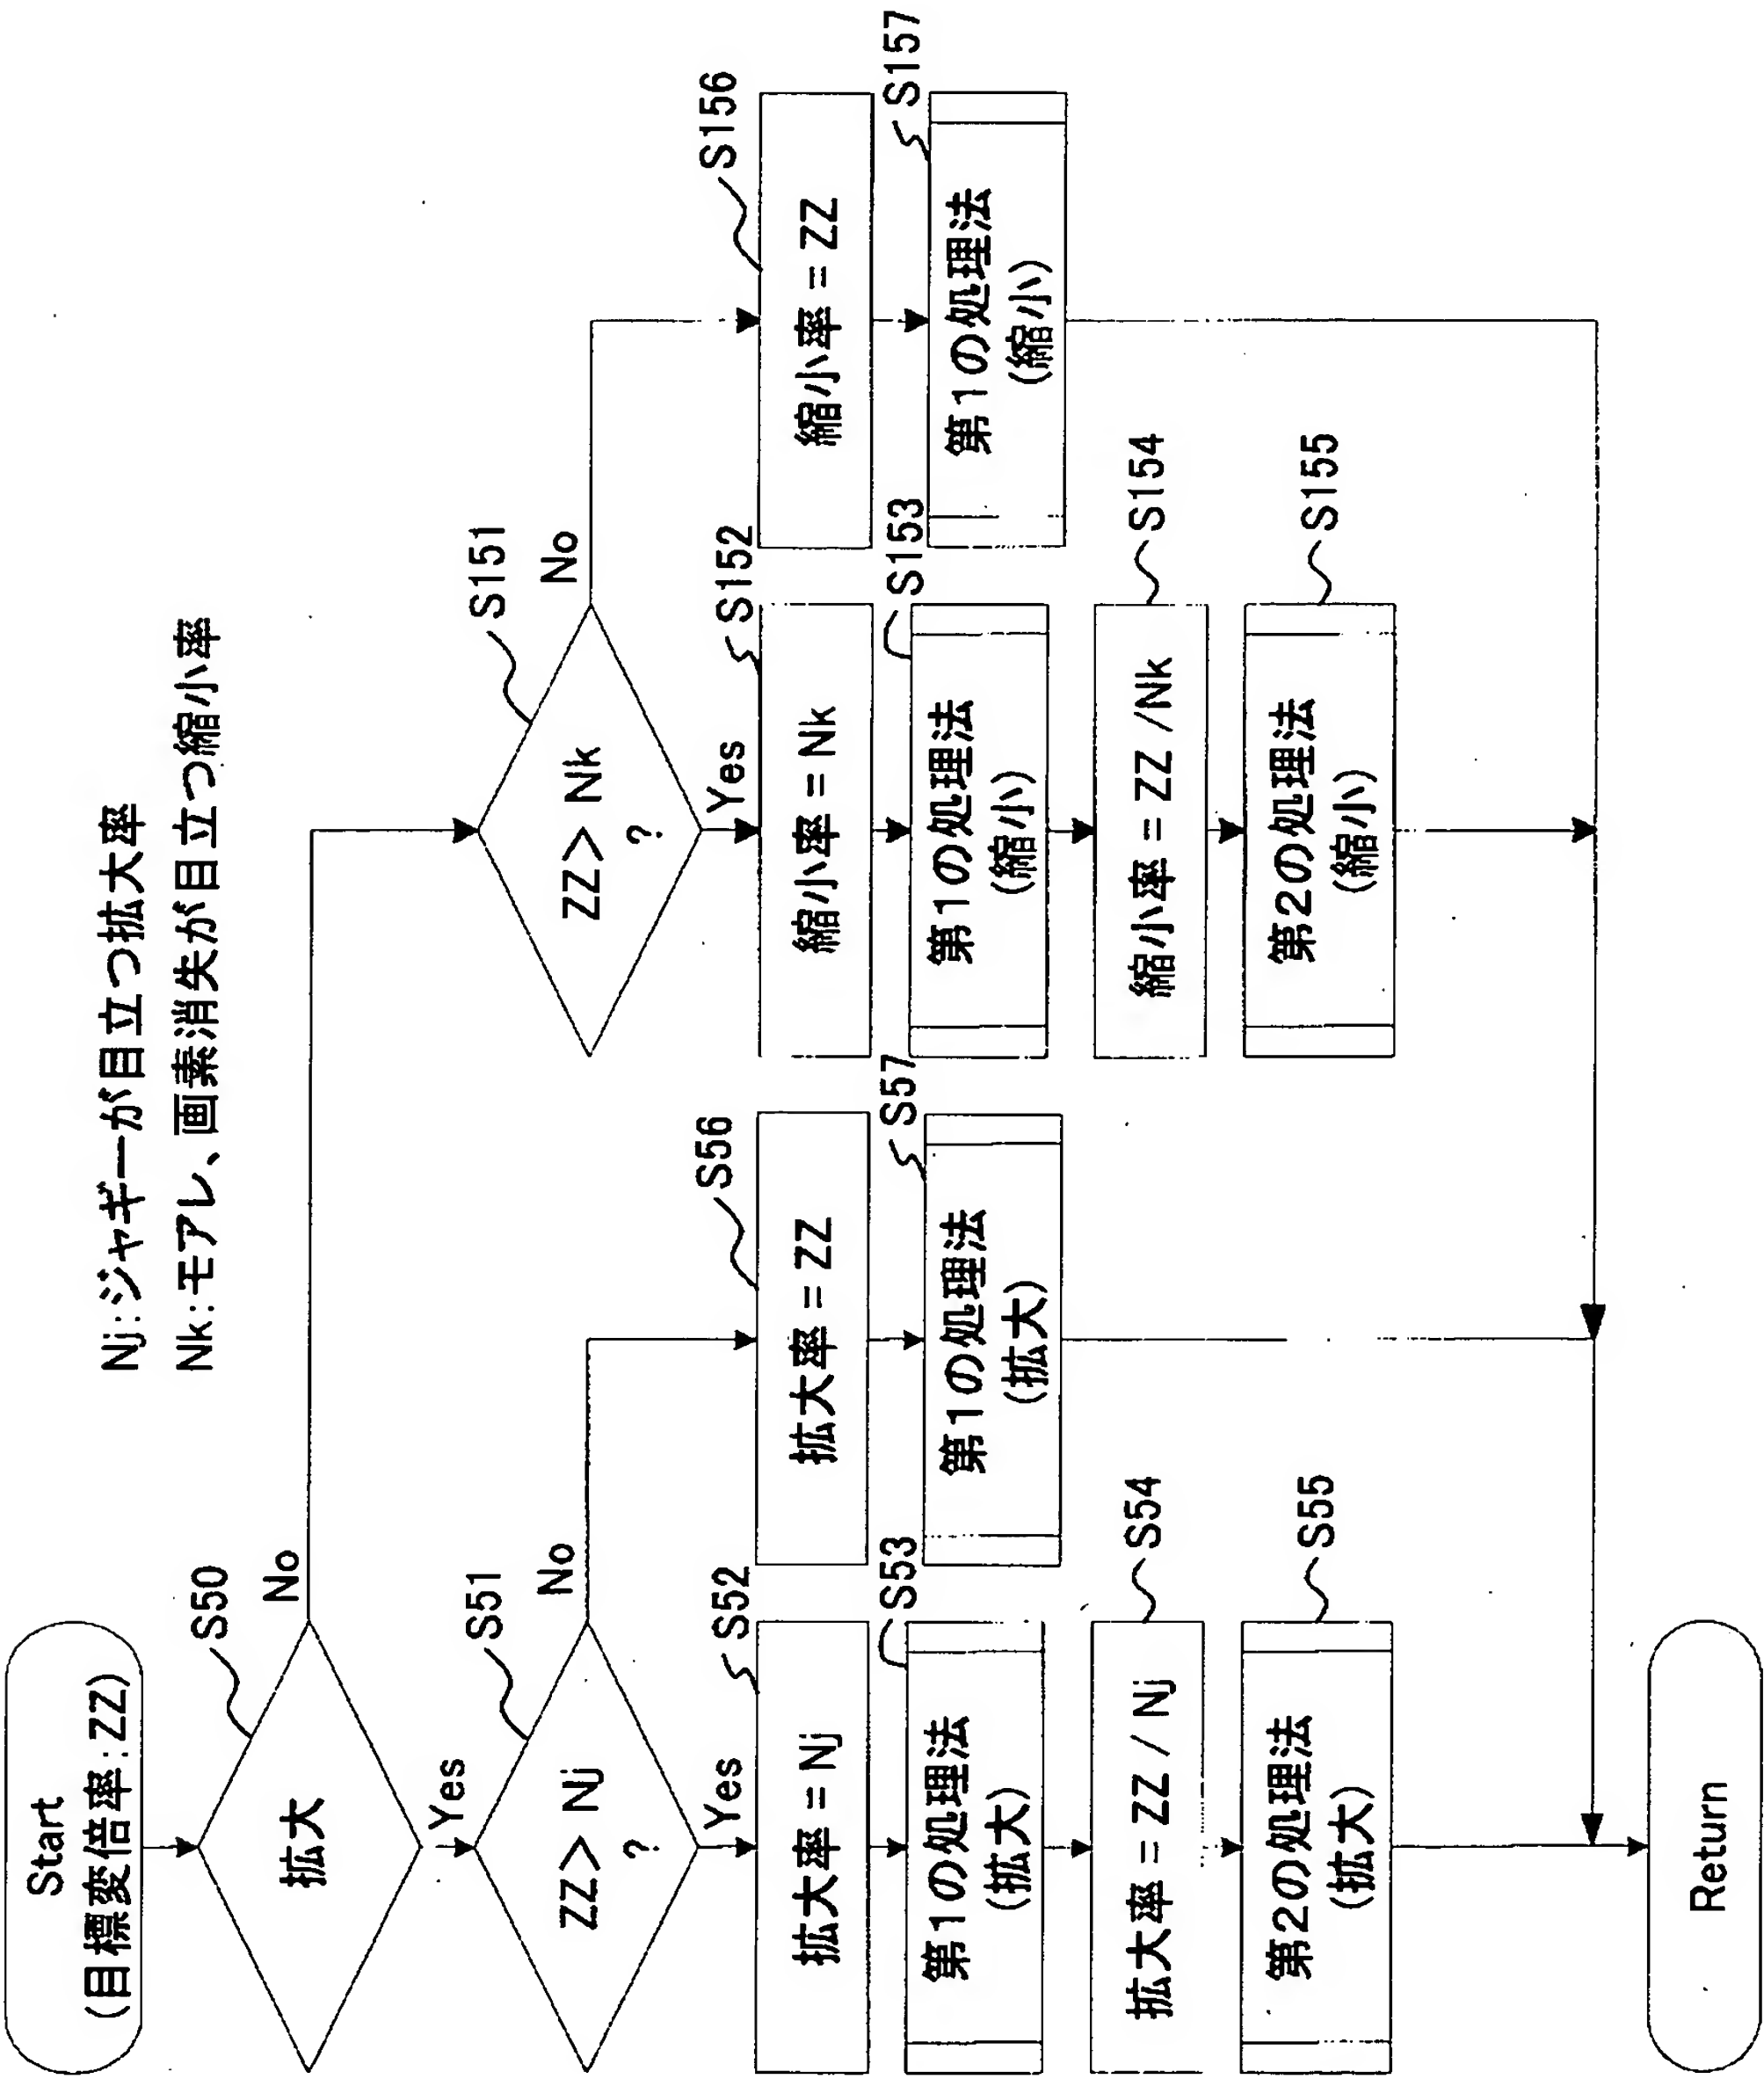 Nj:ジャギーが目立つ拡大率
Nk:モアレ、画素消失が目立つ縮小率
Start
(目標変倍率:ZZ)
S50
拡大
No
Yes
S51
ZZ> Nj
?
No
Yes
S52
拡大率 = Nj
S53
第1の処理法
(拡大)
S54
拡大率 = ZZ / Nj
S55
第2の処理法
(拡大)
S56
拡大率 = ZZ
S57
第1の処理法
(拡大)
S151
ZZ> Nk
?
No
Yes
S152
縮小率 = Nk
S153
第1の処理法
(縮小)
S154
縮小率 = ZZ /Nk
S155
第2の処理法
(縮小)
S156
縮小率 = ZZ
S157
第1の処理法
(縮小)
Return